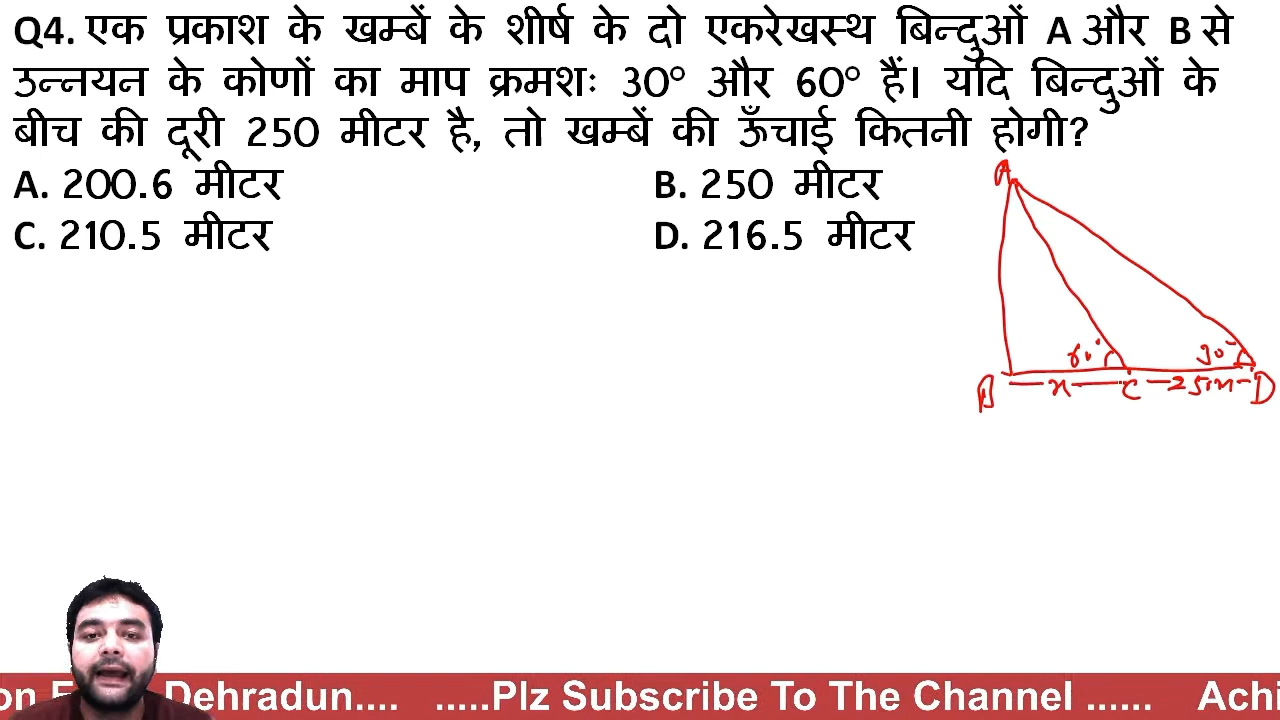 Q4. एक प्रकाश के खम्बें के शीर्ष के दो एकरेखस्थ बिन्दुओं A और B से
उन्नयन के कोणों का माप क्रमशः 30° और 60° हैं। यदि बिन्दुओं के
बीच की दूरी 250 मीटर है, तो खम्बें की ऊँचाई कितनी होगी?
A. 200.6 मीटर B. 250 मीटर
C. 210.5 मीटर D. 216.5 मीटर
A
60° 30°
B x C 250m D
Dehradun.... .....Plz Subscribe To The Channel ...... Achi